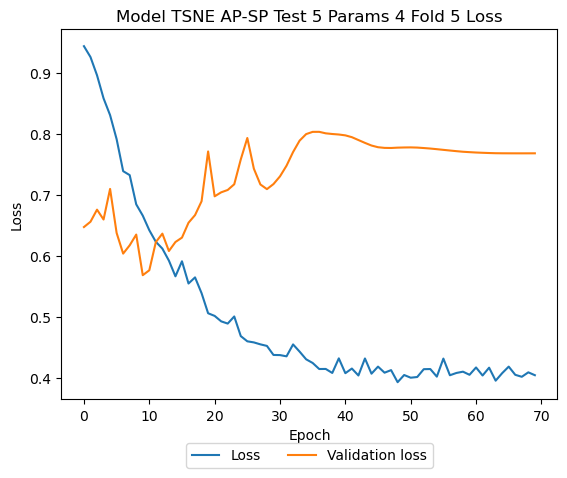 Model TSNE AP-SP Test 5 Params 4 Fold 5 Loss
0.9
0.8
0.7
0.6
0.5
0.4
Loss
0 10 20 30 40 50 60 70
Epoch
Loss Validation loss